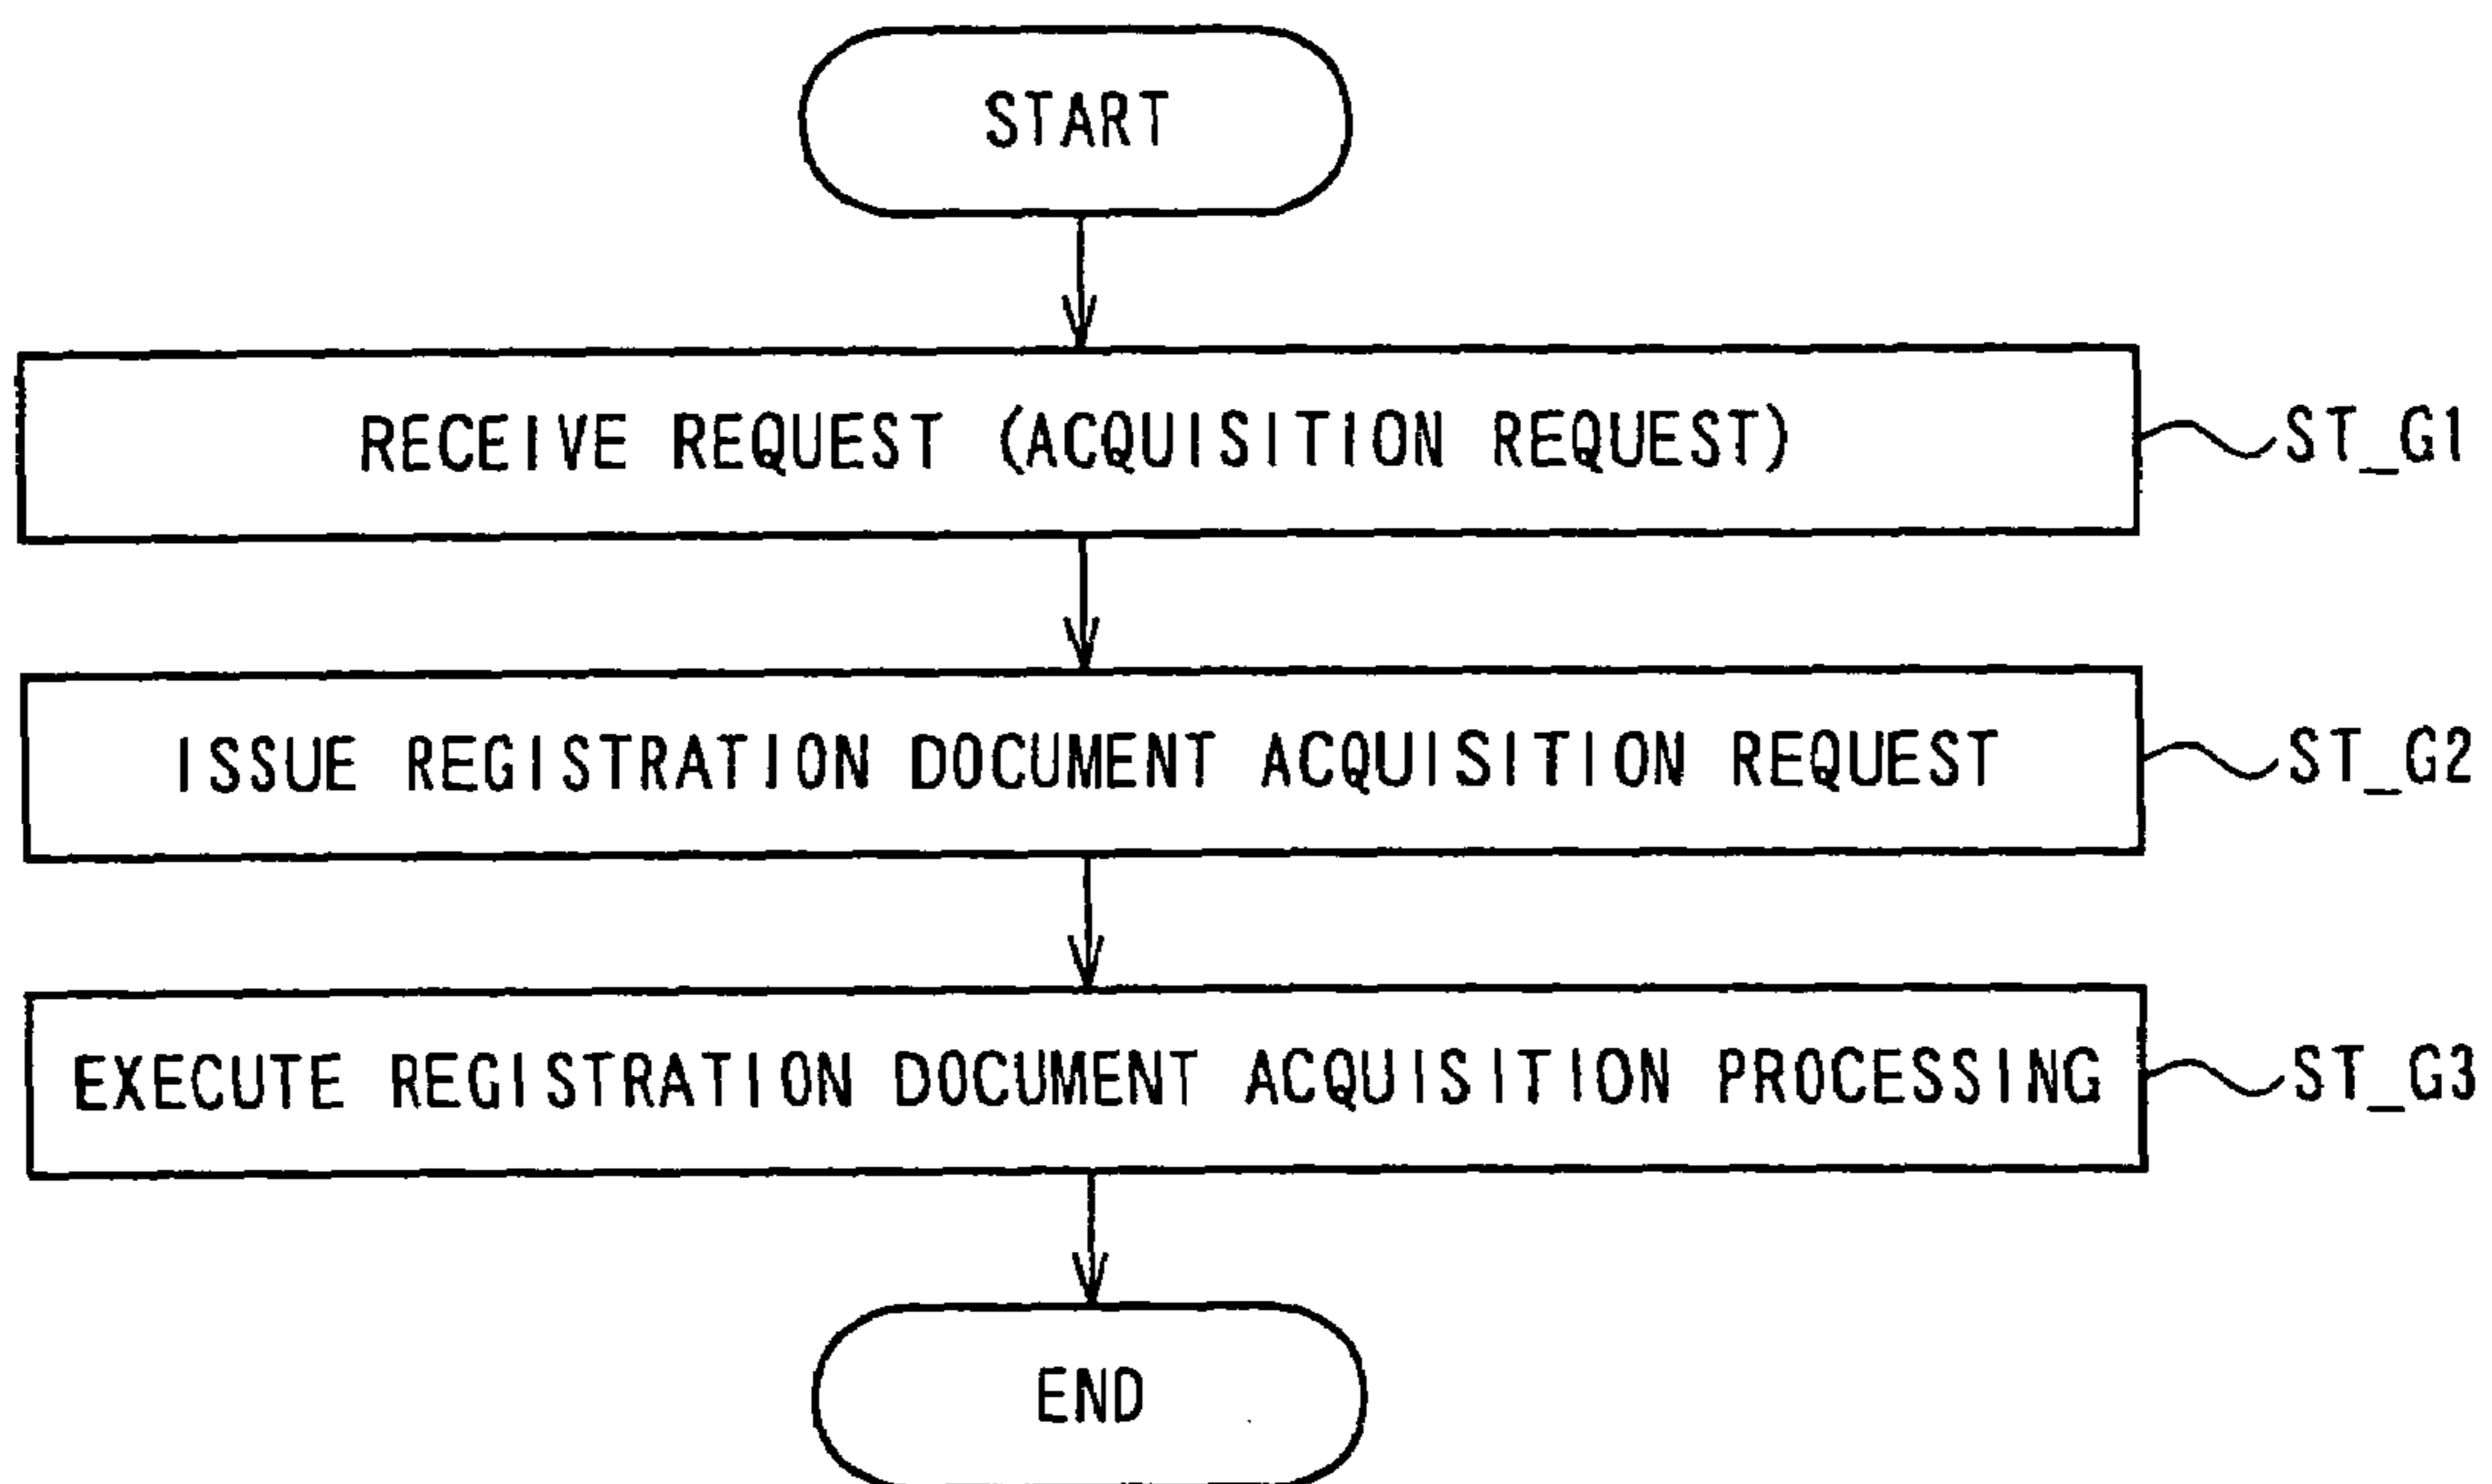 START
RECEIVE REQUEST (ACQUISITION REQUEST)
ST_G1
ISSUE REGISTRATION DOCUMENT ACQUISITION REQUEST
ST_G2
EXECUTE REGISTRATION DOCUMENT ACQUISITION PROCESSING
ST_G3
END